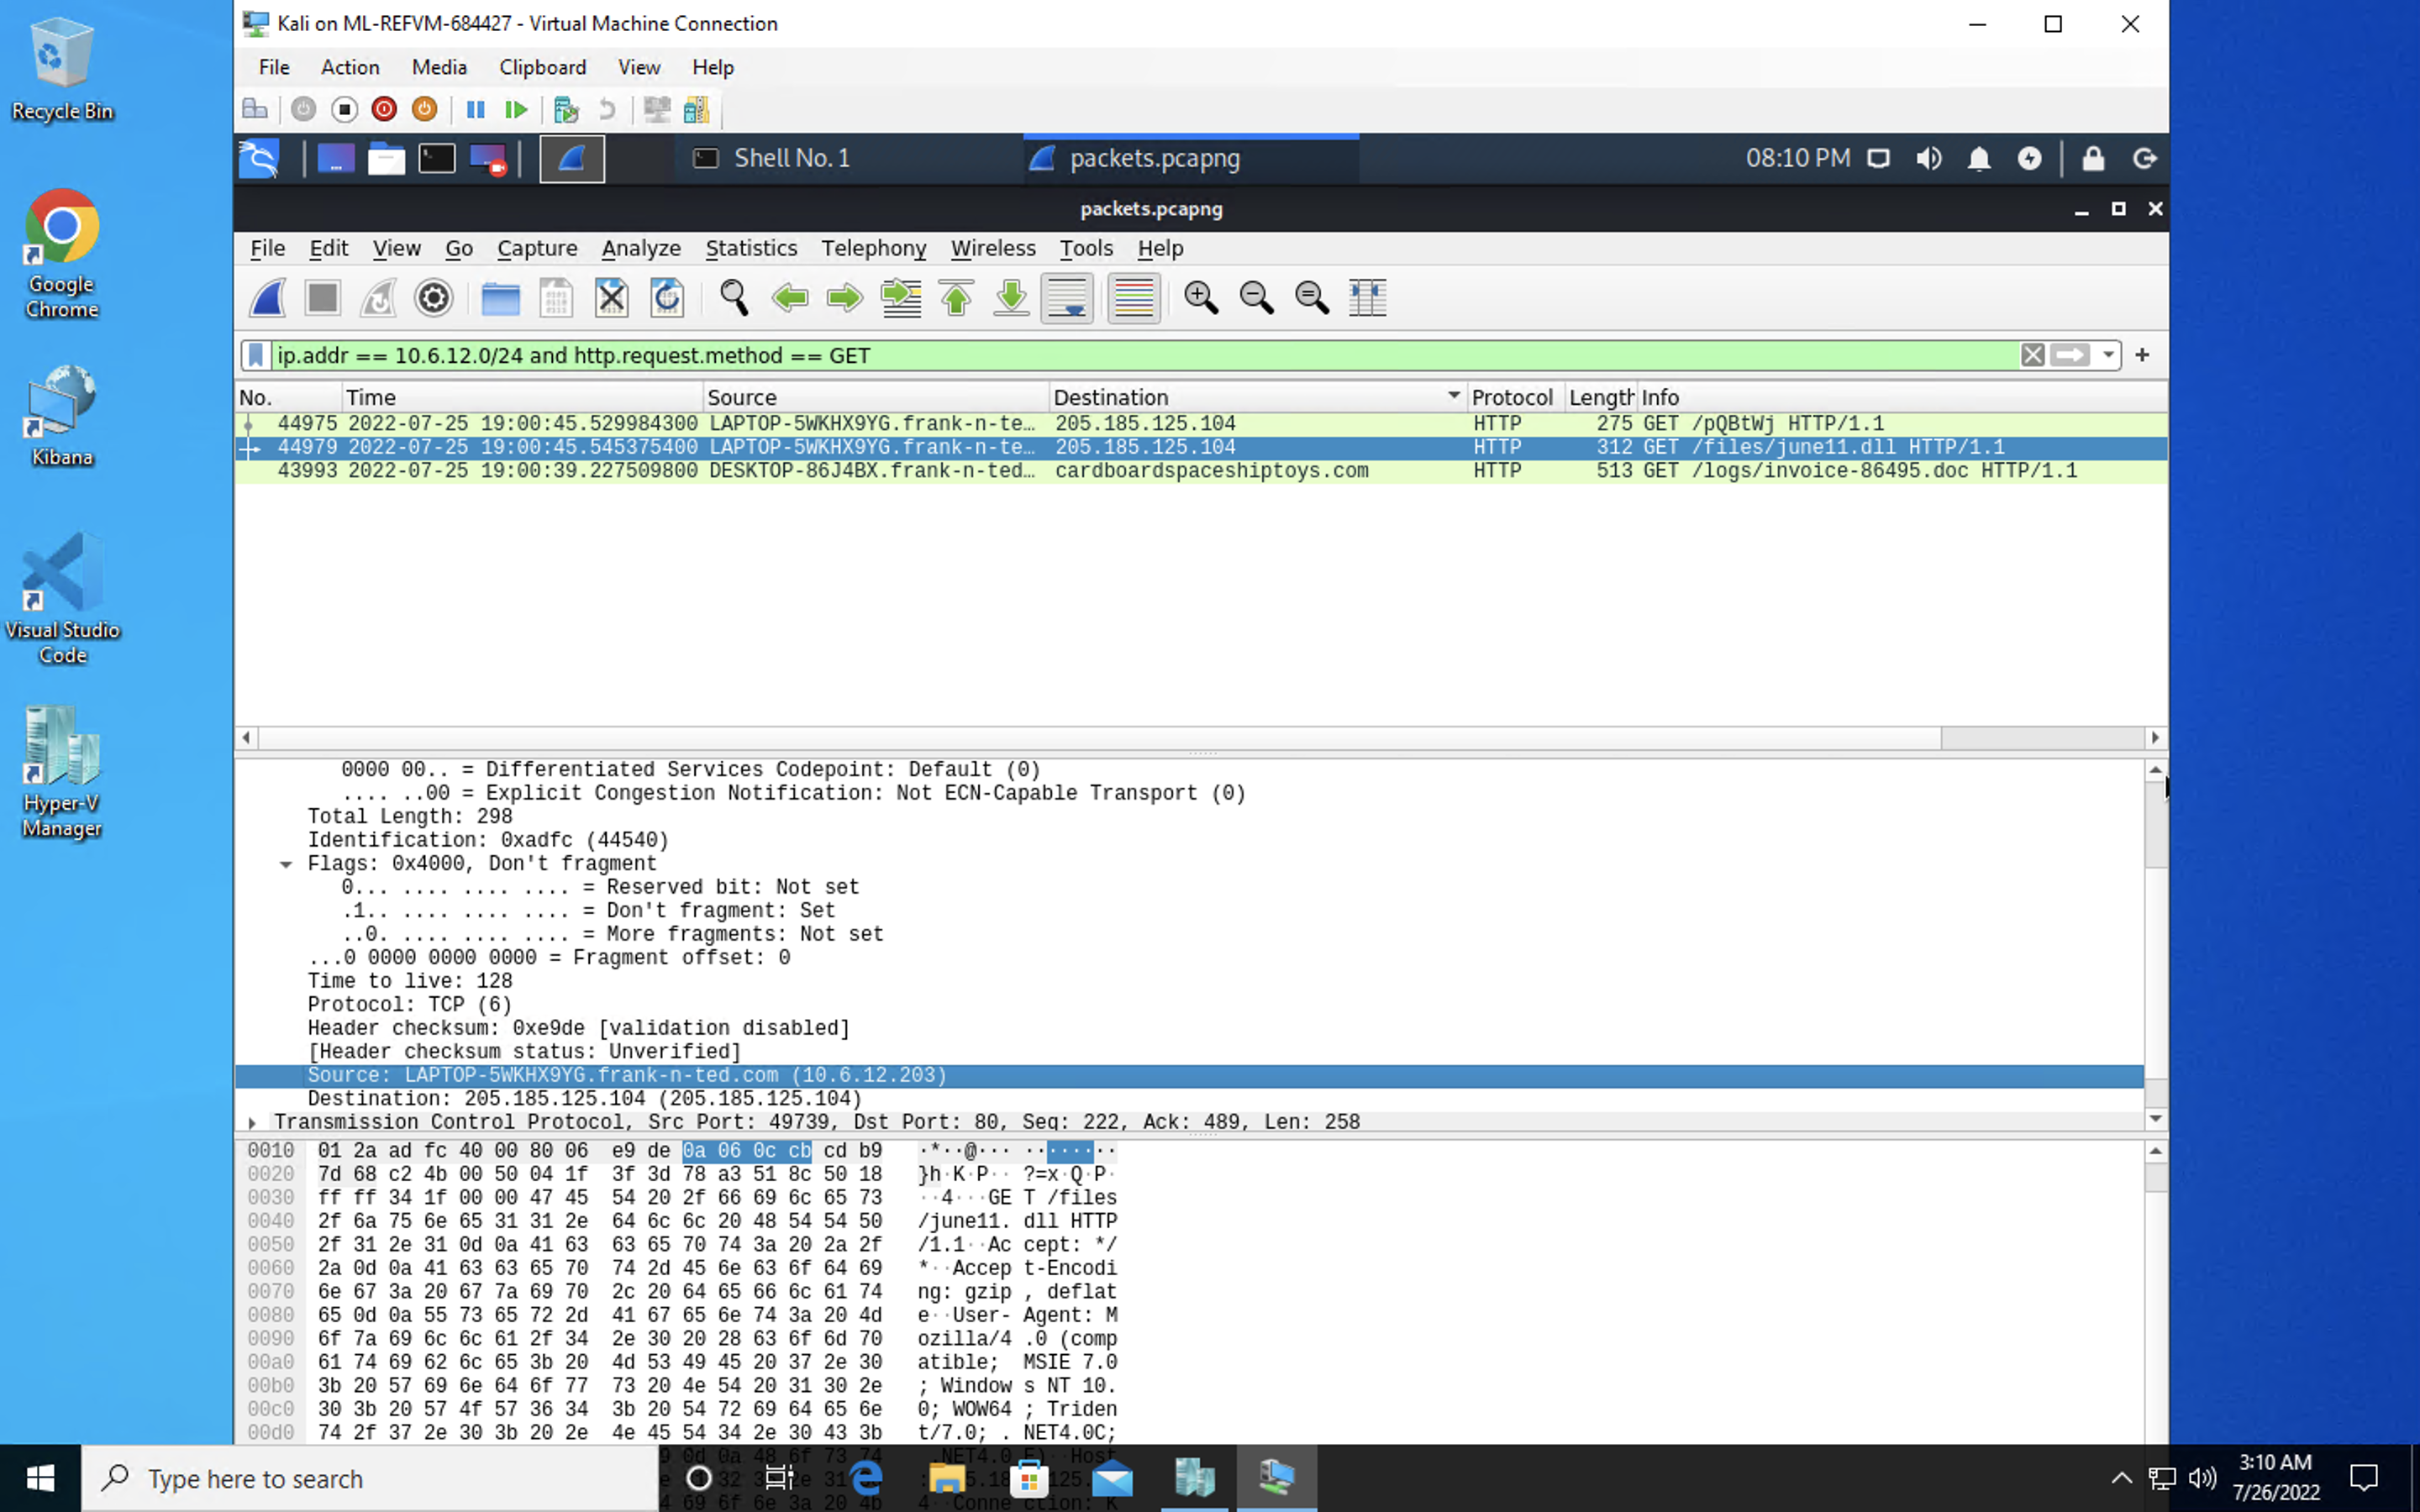 Kali on ML-REFVM-684427 - Virtual Machine Connection
File Action Media Clipboard View Help
Recycle Bin
Google Chrome
Kibana
Visual Studio Code
Hyper-V Manager
Shell No. 1
packets.pcapng
08:10 PM
packets.pcapng
File Edit View Go Capture Analyze Statistics Telephony Wireless Tools Help
ip.addr == 10.6.12.0/24 and http.request.method == GET
No. Time Source Destination Protocol Length Info
44975 2022-07-25 19:00:45.529984300 LAPTOP-5WKHX9YG.frank-n-te… 205.185.125.104 HTTP 275 GET /pQBtWj HTTP/1.1
44979 2022-07-25 19:00:45.545375400 LAPTOP-5WKHX9YG.frank-n-te… 205.185.125.104 HTTP 312 GET /files/june11.dll HTTP/1.1
43993 2022-07-25 19:00:39.227509800 DESKTOP-86J4BX.frank-n-ted… cardboardspaceshiptoys.com HTTP 513 GET /logs/invoice-86495.doc HTTP/1.1
0000 00.. = Differentiated Services Codepoint: Default (0)
.... ..00 = Explicit Congestion Notification: Not ECN-Capable Transport (0)
Total Length: 298
Identification: 0xadfc (44540)
Flags: 0x4000, Don't fragment
0... .... .... .... = Reserved bit: Not set
.1.. .... .... .... = Don't fragment: Set
..0. .... .... .... = More fragments: Not set
...0 0000 0000 0000 = Fragment offset: 0
Time to live: 128
Protocol: TCP (6)
Header checksum: 0xe9de [validation disabled]
[Header checksum status: Unverified]
Source: LAPTOP-5WKHX9YG.frank-n-ted.com (10.6.12.203)
Destination: 205.185.125.104 (205.185.125.104)
Transmission Control Protocol, Src Port: 49739, Dst Port: 80, Seq: 222, Ack: 489, Len: 258
0010 01 2a ad fc 40 00 80 06 e9 de 0a 06 0c cb cd b9 ·*··@··· ········
0020 7d 68 c2 4b 00 50 04 1f 3f 3d 78 a3 51 8c 50 18 }h·K·P·· ?=x·Q·P·
0030 ff ff 34 1f 00 00 47 45 54 20 2f 66 69 6c 65 73 ··4···GE T /files
0040 2f 6a 75 6e 65 31 31 2e 64 6c 6c 20 48 54 54 50 /june11. dll HTTP
0050 2f 31 2e 31 0d 0a 41 63 63 65 70 74 3a 20 2a 2f /1.1··Ac cept: */
0060 2a 0d 0a 41 63 63 65 70 74 2d 45 6e 63 6f 64 69 *··Accep t-Encodi
0070 6e 67 3a 20 67 7a 69 70 2c 20 64 65 66 6c 61 74 ng: gzip , deflat
0080 65 0d 0a 55 73 65 72 2d 41 67 65 6e 74 3a 20 4d e··User- Agent: M
0090 6f 7a 69 6c 6c 61 2f 34 2e 30 20 28 63 6f 6d 70 ozilla/4 .0 (comp
00a0 61 74 69 62 6c 65 3b 20 4d 53 49 45 20 37 2e 30 atible; MSIE 7.0
00b0 3b 20 57 69 6e 64 6f 77 73 20 4e 54 20 31 30 2e ; Window s NT 10.
00c0 30 3b 20 57 4f 57 36 34 3b 20 54 72 69 64 65 6e 0; WOW64 ; Triden
00d0 74 2f 37 2e 30 3b 20 2e 4e 45 54 34 2e 30 43 3b t/7.0; . NET4.0C;
Type here to search
3:10 AM
7/26/2022